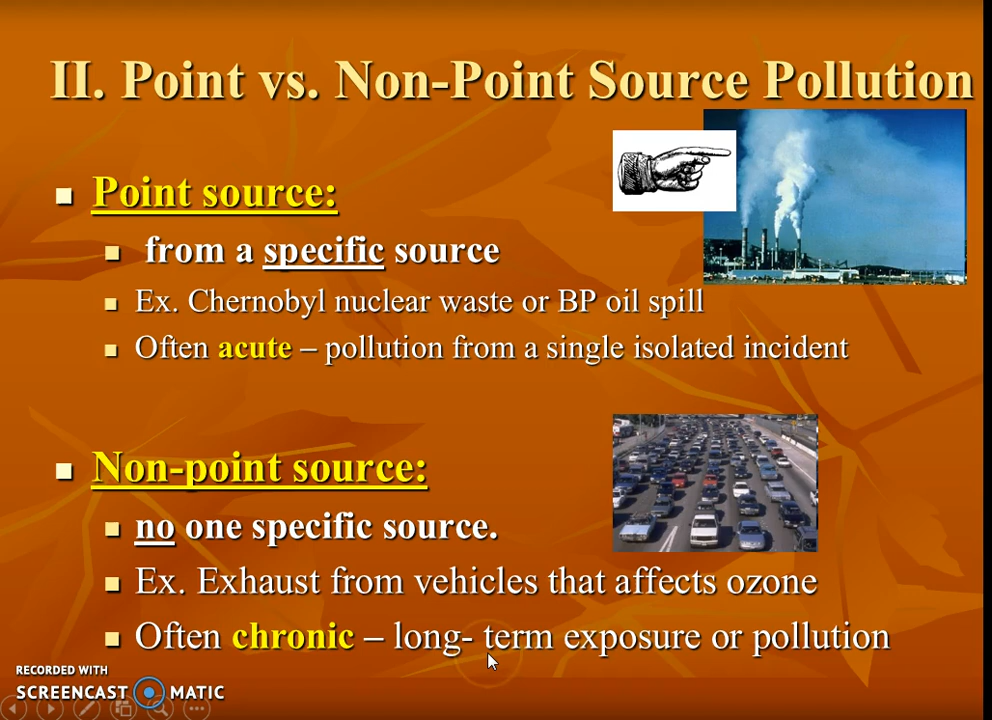 II. Point vs. Non-Point Source Pollution
Point source:
from a specific source
Ex. Chernobyl nuclear waste or BP oil spill
Often acute – pollution from a single isolated incident
Non-point source:
no one specific source.
Ex. Exhaust from vehicles that affects ozone
Often chronic – long- term exposure or pollution
RECORDED WITH
SCREENCAST MATIC